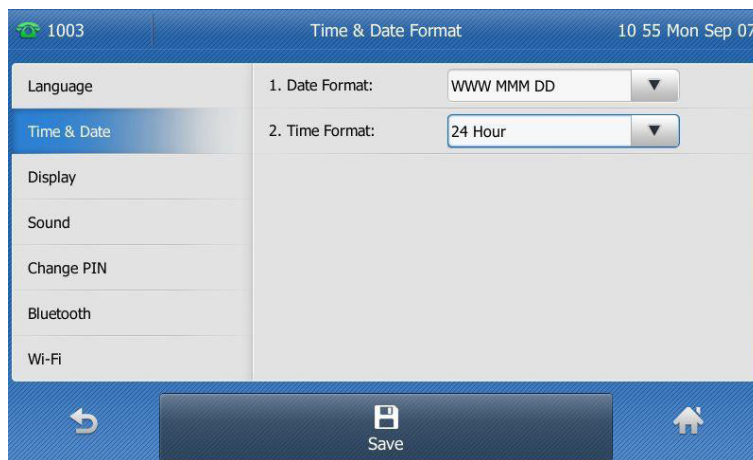 1003 Time & Date Format 10 55 Mon Sep 07
Language
Time & Date
Display
Sound
Change PIN
Bluetooth
Wi-Fi
1. Date Format: WWW MMM DD
2. Time Format: 24 Hour
Save